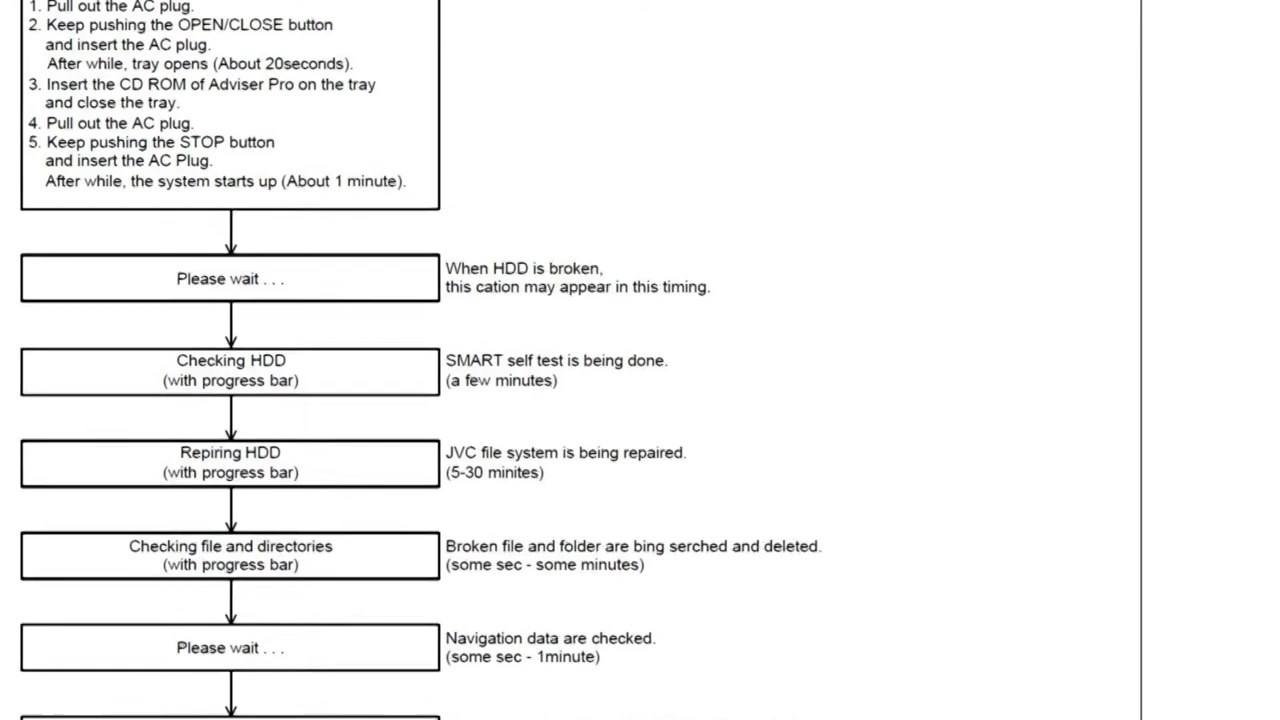 1. Pull out the AC plug.
2. Keep pushing the OPEN/CLOSE button
and insert the AC plug.
After while, tray opens (About 20seconds).
3. Insert the CD ROM of Adviser Pro on the tray
and close the tray.
4. Pull out the AC plug.
5. Keep pushing the STOP button
and insert the AC Plug.
After while, the system starts up (About 1 minute).
Please wait . . .
When HDD is broken,
this cation may appear in this timing.
Checking HDD
(with progress bar)
SMART self test is being done.
(a few minutes)
Repiring HDD
(with progress bar)
JVC file system is being repaired.
(5-30 minites)
Checking file and directories
(with progress bar)
Broken file and folder are bing serched and deleted.
(some sec - some minutes)
Please wait . . .
Navigation data are checked.
(some sec - 1minute)